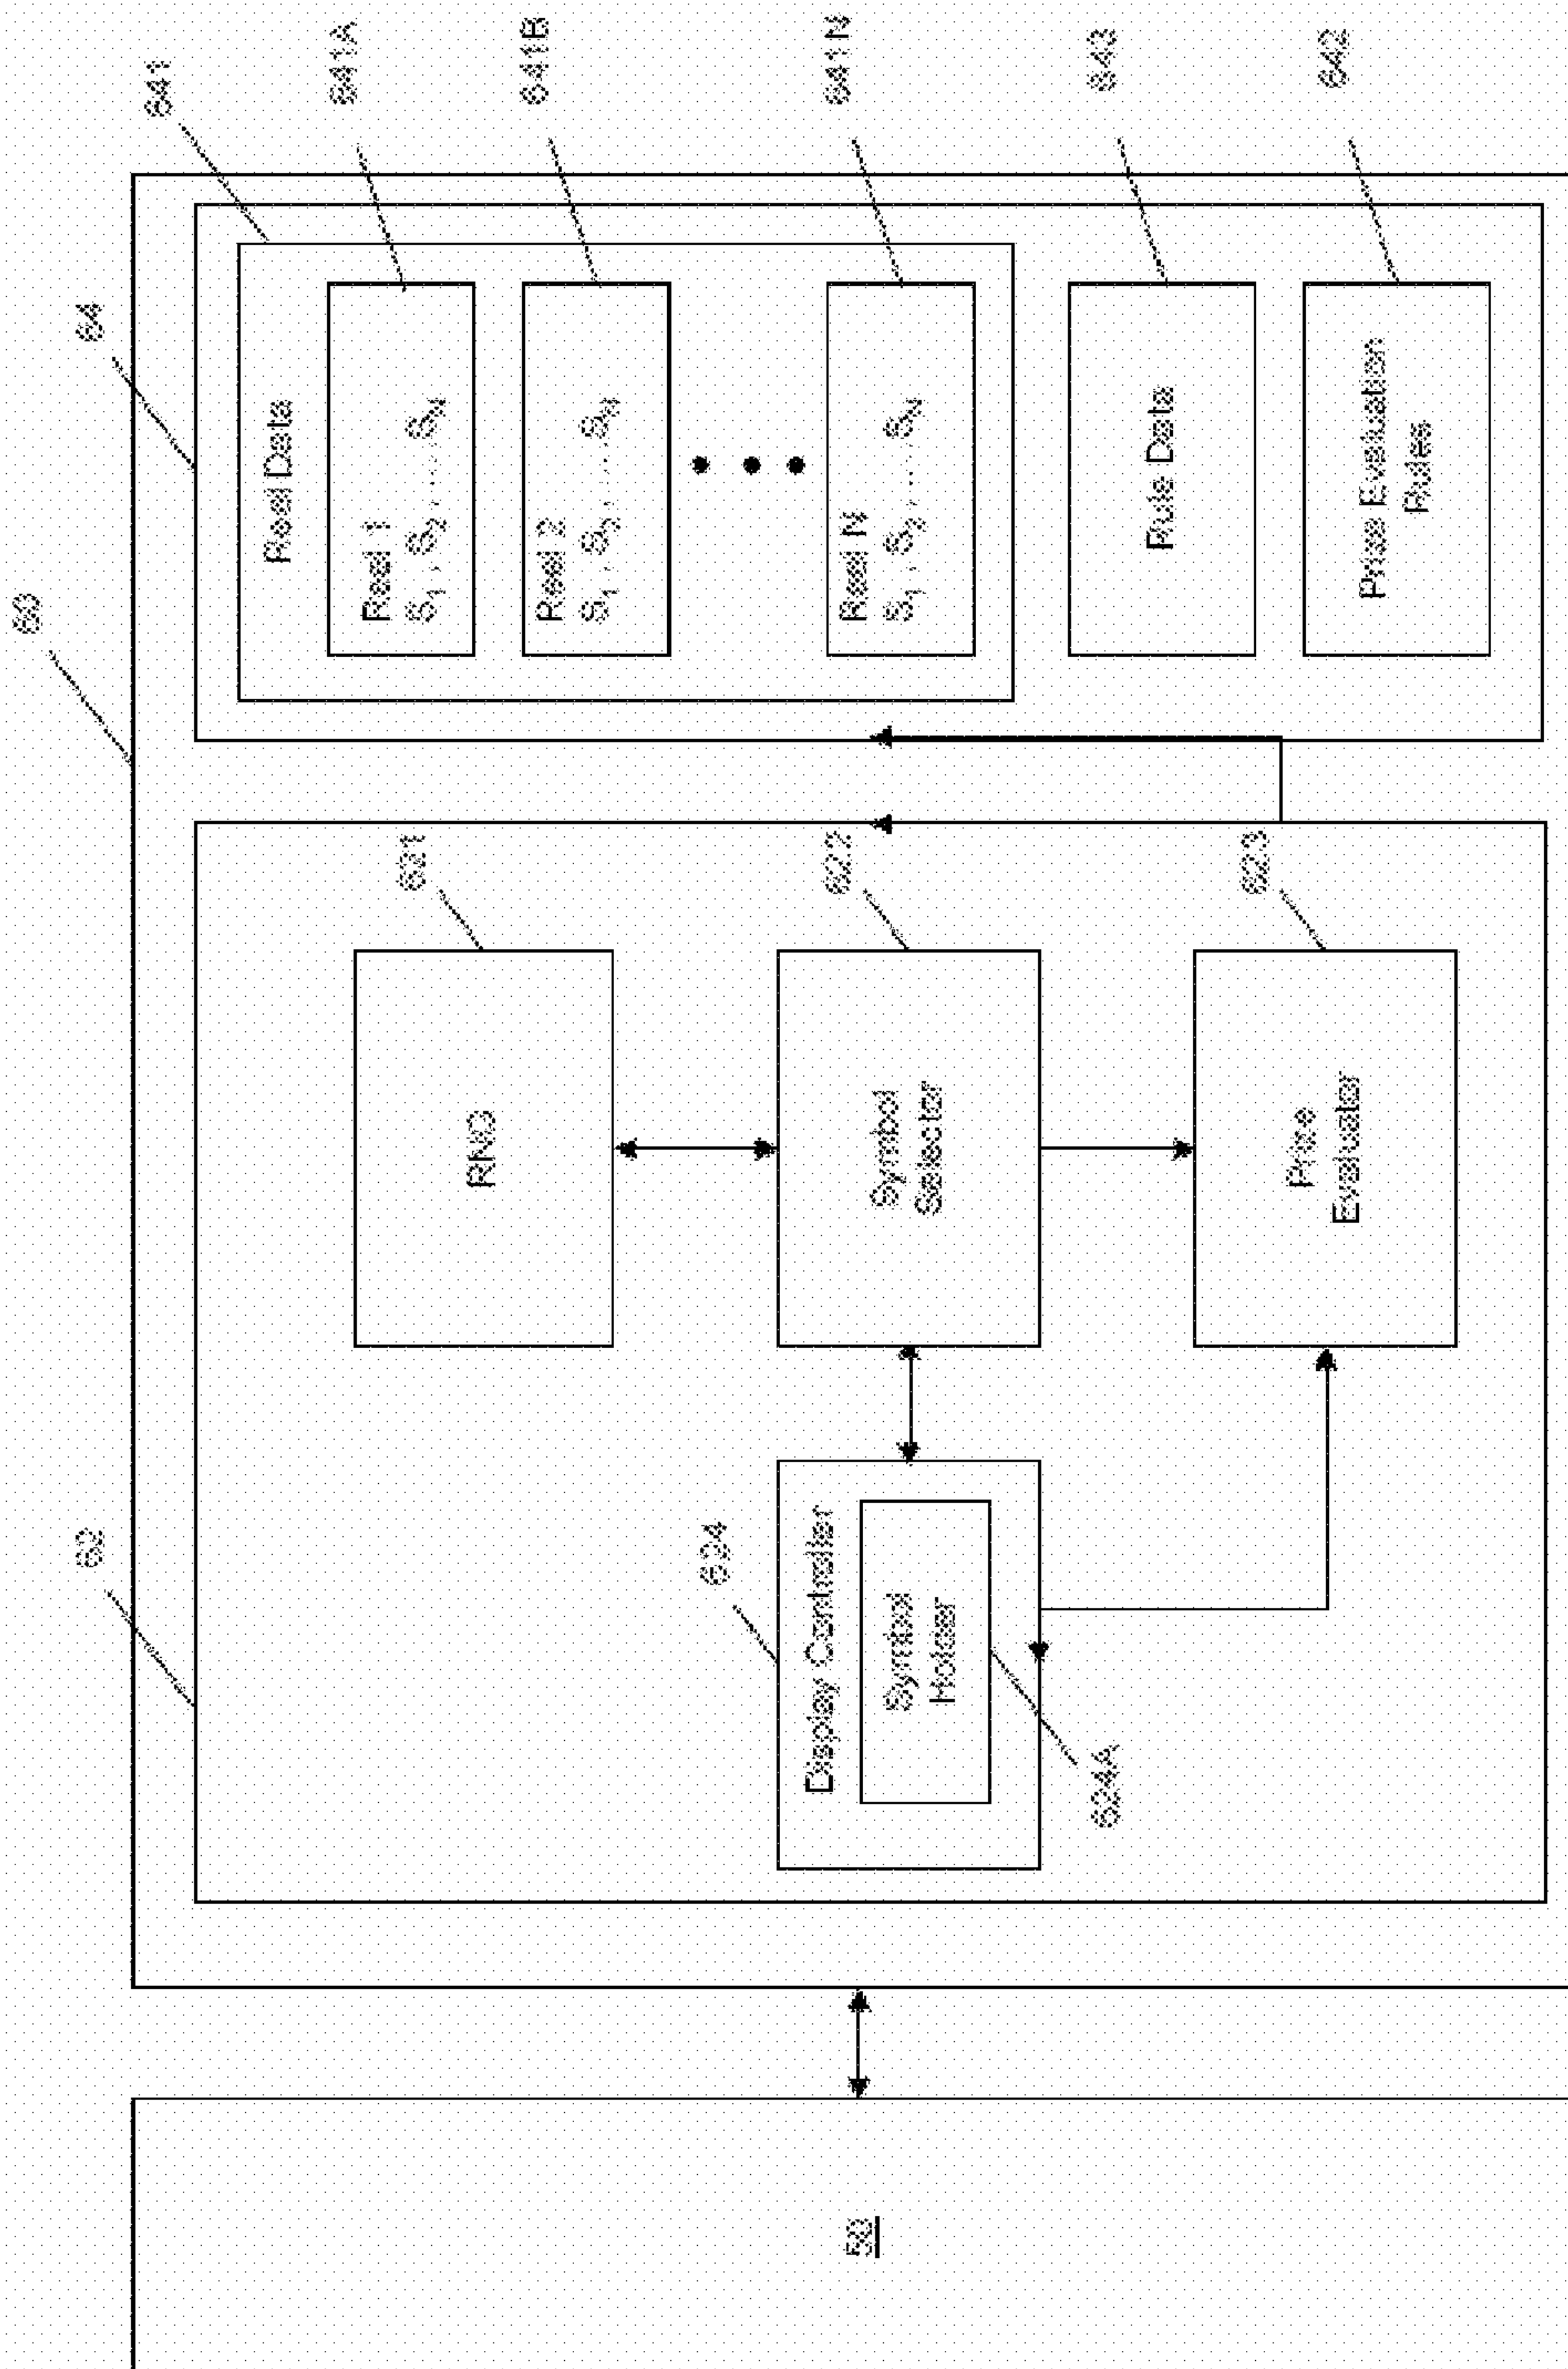 60
64
641
Reel Data
641A
Reel 1
S1, S2, ... SN
641B
Reel 2
S1, S2, ... SN
641N
Reel N
S1, S2, ... SN
643
Rule Data
642
Prize Evaluation
Rules
62
621
RNG
622
Symbol
Selector
623
Prize
Evaluator
624
Display Controller
Symbol
Holder
624A
50